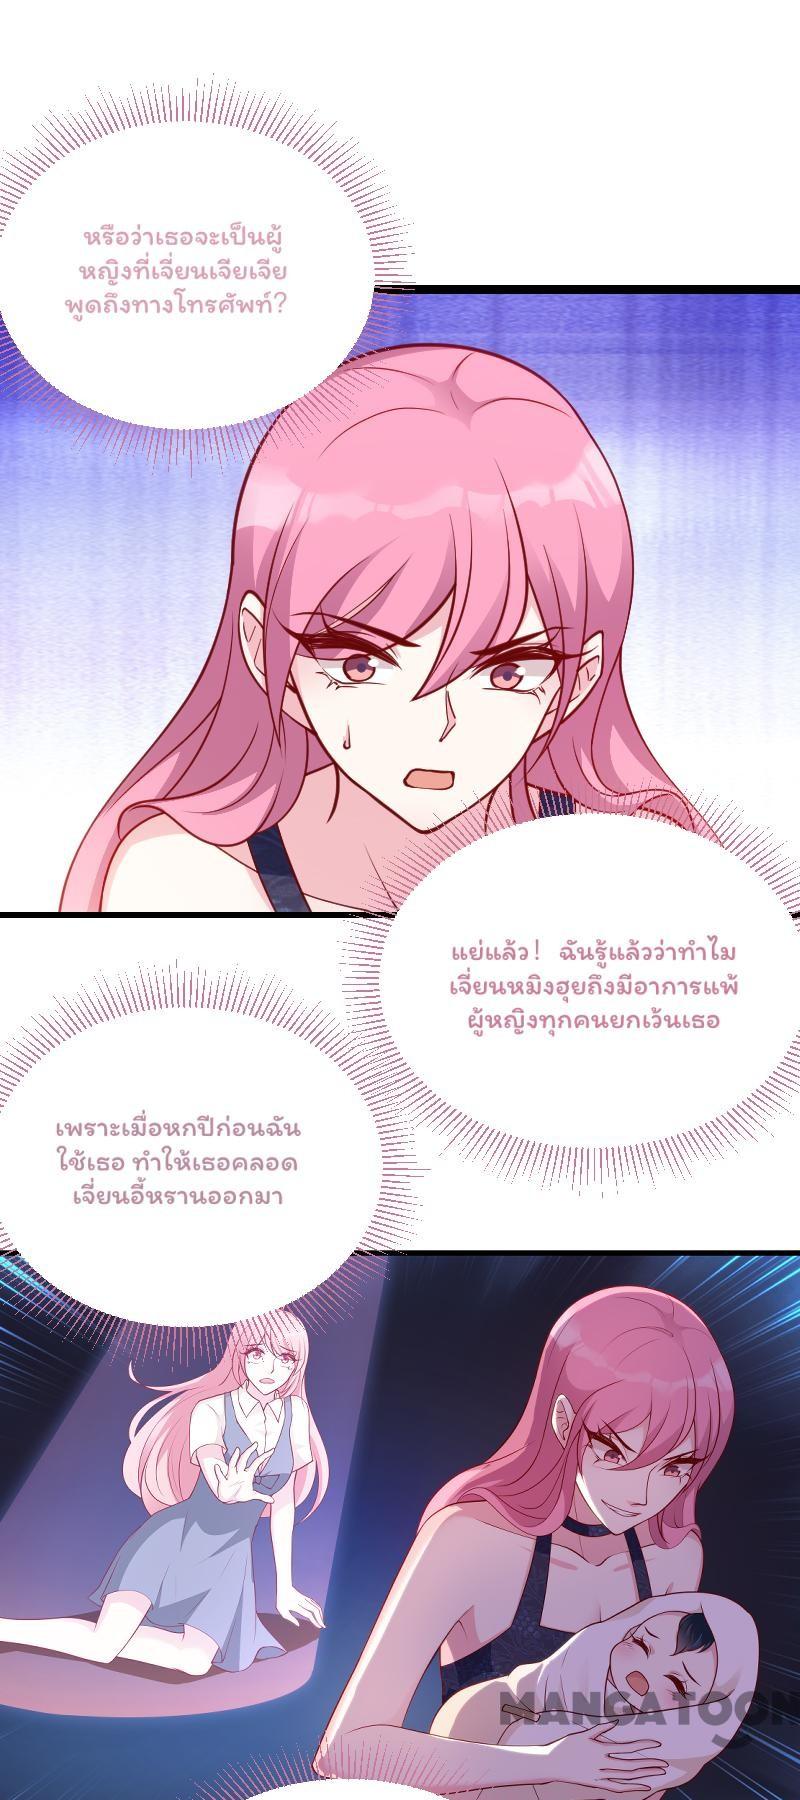 หรือว่าเธอจะเป็นผู้
หญิงที่เจี่ยนเจียเจีย
พูดถึงทางโทรศัพท์?
แย่แล้ว! ฉันรู้แล้วว่าทำไม
เจี่ยนหมิงฮุยถึงมีอาการแพ้
ผู้หญิงทุกคนยกเว้นเธอ
เพราะเมื่อหกปีก่อนฉัน
ใช้เธอ ทำให้เธอคลอด
เจี่ยนอี้หรานออกมา
MANGATOON